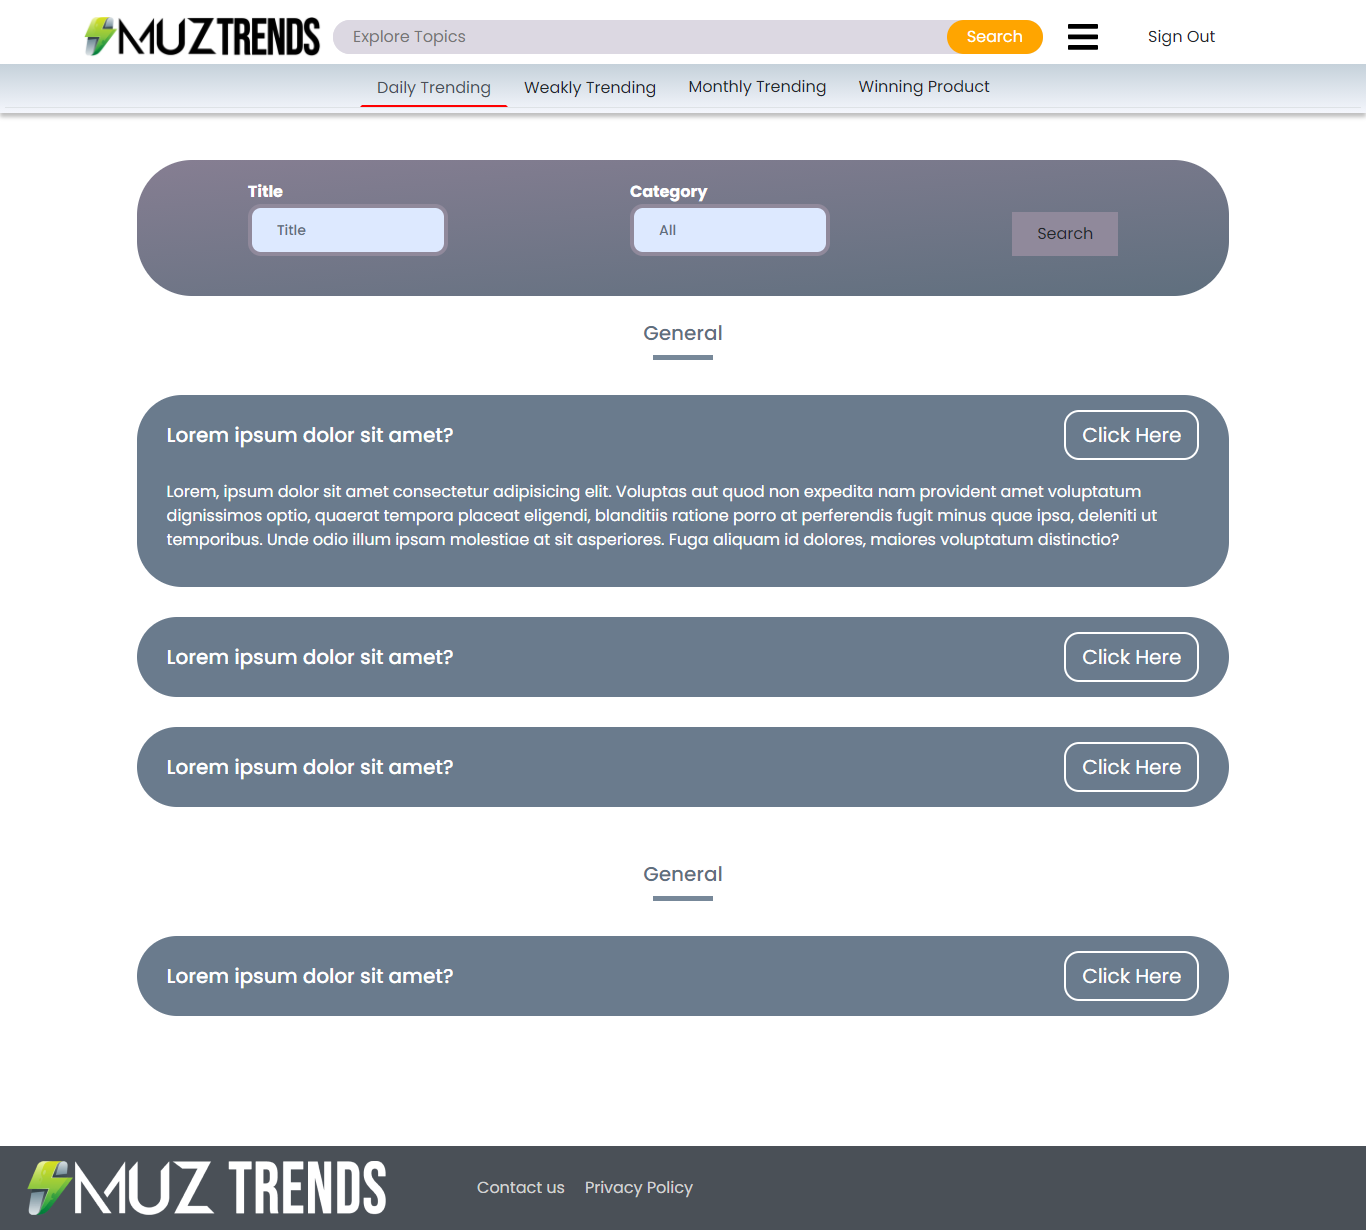 MUZTRENDS
Explore Topics
Search
Sign Out
Daily Trending
Weakly Trending
Monthly Trending
Winning Product
Title
Category
Title
All
Search
General
Lorem ipsum dolor sit amet?
Click Here
Lorem, ipsum dolor sit amet consectetur adipisicing elit. Voluptas aut quod non expedita nam provident amet voluptatum
dignissimos optio, quaerat tempora placeat eligendi, blanditiis ratione porro at perferendis fugit minus quae ipsa, deleniti ut
temporibus. Unde odio illum ipsam molestiae at sit asperiores. Fuga aliquam id dolores, maiores voluptatum distinctio?
Lorem ipsum dolor sit amet?
Click Here
Lorem ipsum dolor sit amet?
Click Here
General
Lorem ipsum dolor sit amet?
Click Here
MUZ TRENDS
Contact us
Privacy Policy